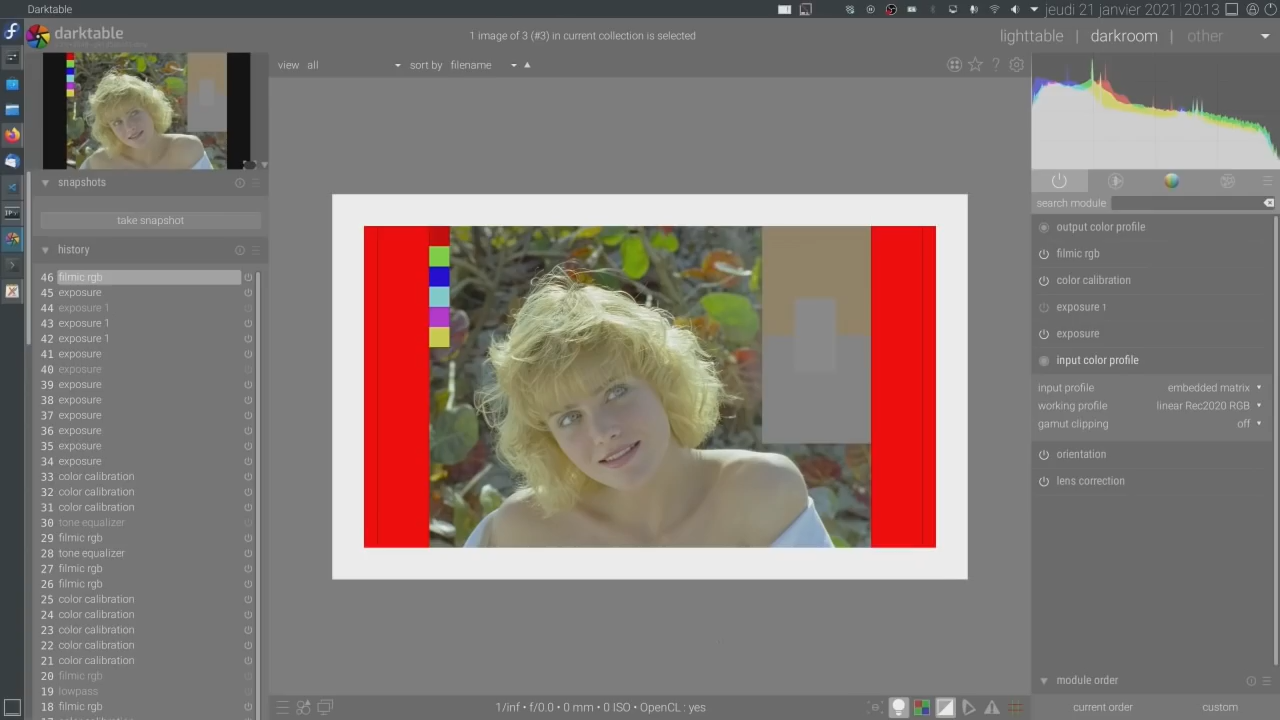 Darktable
jeudi 21 janvier 2021 | 20:13
darktable
1 image of 3 (#3) in current collection is selected
lighttable | darkroom | other
view all sort by filename
snapshots
take snapshot
history
46 filmic rgb
45 exposure
44 exposure 1
43 exposure 1
42 exposure 1
41 exposure
40 exposure
39 exposure
38 exposure
37 exposure
36 exposure
35 exposure
34 exposure
33 color calibration
32 color calibration
31 color calibration
30 tone equalizer
29 filmic rgb
28 tone equalizer
27 filmic rgb
26 filmic rgb
25 color calibration
24 color calibration
23 color calibration
22 color calibration
21 color calibration
20 filmic rgb
19 lowpass
18 filmic rgb
1/inf • f/0.0 • 0 mm • 0 ISO • OpenCL : yes
search module
output color profile
filmic rgb
color calibration
exposure 1
exposure
input color profile
input profile embedded matrix
working profile linear Rec2020 RGB
gamut clipping off
orientation
lens correction
module order
current order custom